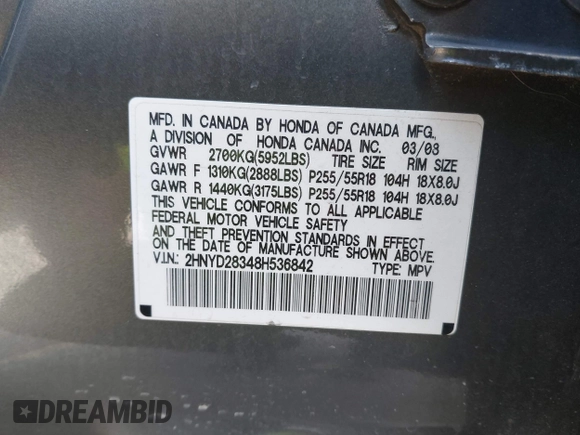 MFD. IN CANADA BY HONDA OF CANADA MFG.,
A DIVISION OF HONDA CANADA INC. 03/08
GVWR 2700KG(5952LBS) TIRE SIZE RIM SIZE
GAWR F 1310KG(2888LBS) P255/55R18 104H 18X8.0J
GAWR R 1440KG(3175LBS) P255/55R18 104H 18X8.0J
THIS VEHICLE CONFORMS TO ALL APPLICABLE
FEDERAL MOTOR VEHICLE SAFETY
AND THEFT PREVENTION STANDARDS IN EFFECT
ON THE DATE OF MANUFACTURE SHOWN ABOVE.
V.I.N.: 2HNYD28348H536842 TYPE: MPV
DREAMBID